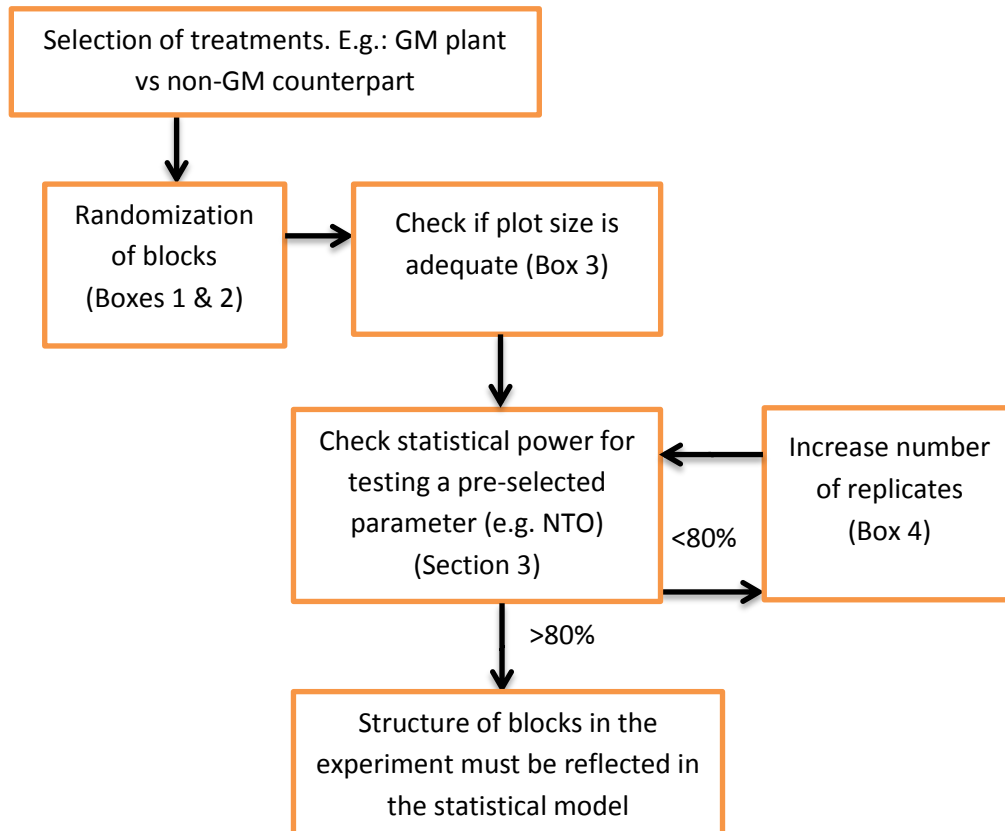 Selection of treatments. E.g.: GM plant
vs non-GM counterpart
Randomization
of blocks
(Boxes 1 & 2)
Check if plot size is
adequate (Box 3)
Check statistical power for
testing a pre-selected
parameter (e.g. NTO)
(Section 3)
Increase number
of replicates
(Box 4)
<80%
>80%
Structure of blocks in the
experiment must be reflected in
the statistical model